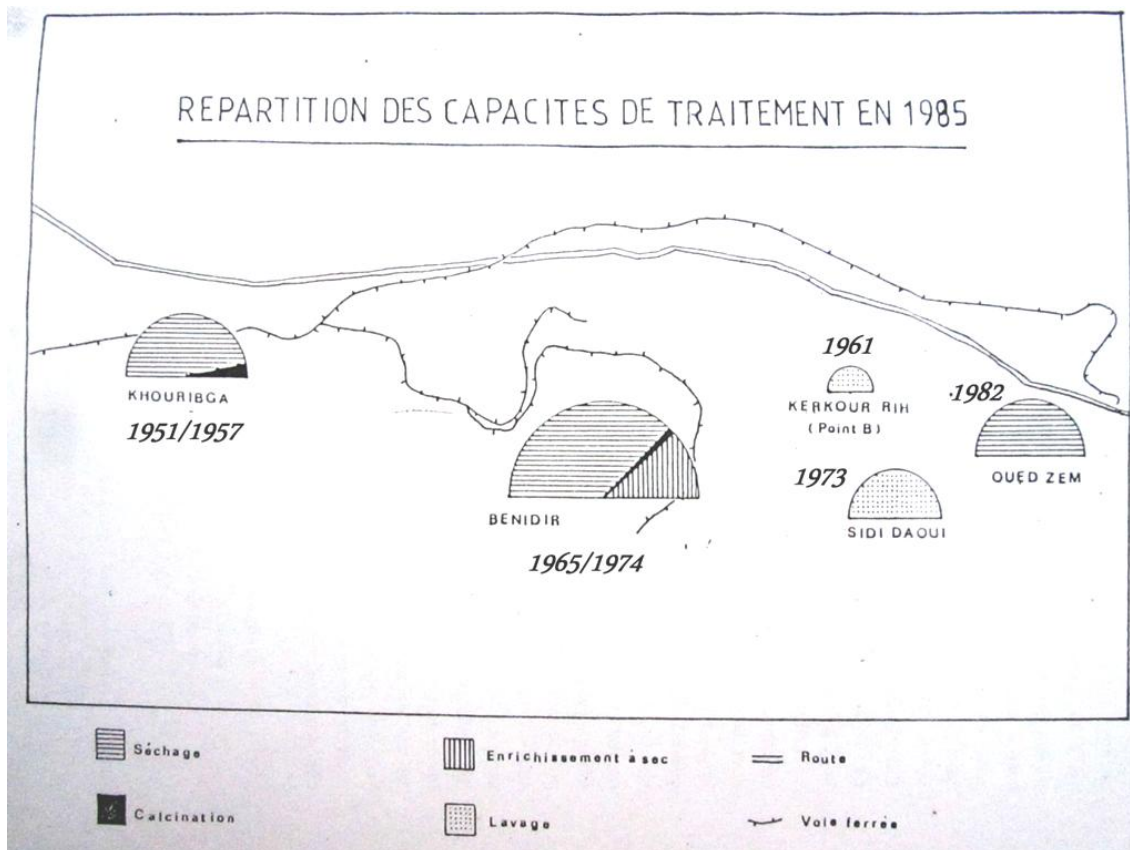 REPARTITION DES CAPACITES DE TRAITEMENT EN 1985
KHOURIBGA
1951/1957
BENIDIR
1965/1974
1961
KERKOUR RIH
(Point B)
1982
OUED ZEM
1973
SIDI DAOUI
Séchage
Enrichissement à sec
Route
Calcination
Lavage
Voie ferrée